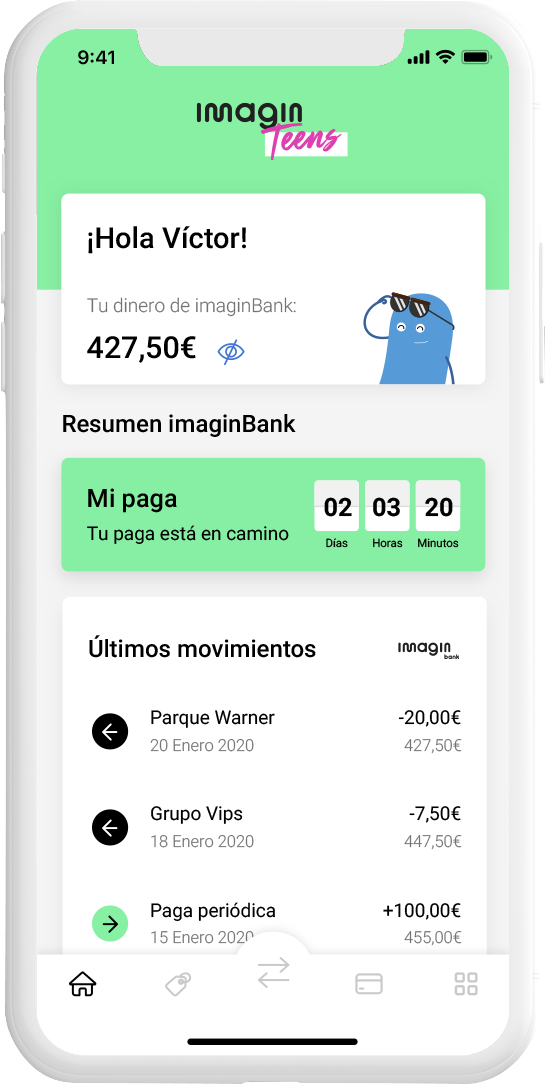 9:41
imagin
Teens
¡Hola Víctor!
Tu dinero de imaginBank:
427,50€
Resumen imaginBank
Mi paga
Tu paga está en camino
02 03 20
Días Horas Minutos
Últimos movimientos
imagin
bank
Parque Warner -20,00€
20 Enero 2020 427,50€
Grupo Vips -7,50€
18 Enero 2020 447,50€
Paga periódica +100,00€
15 Enero 2020 455,00€